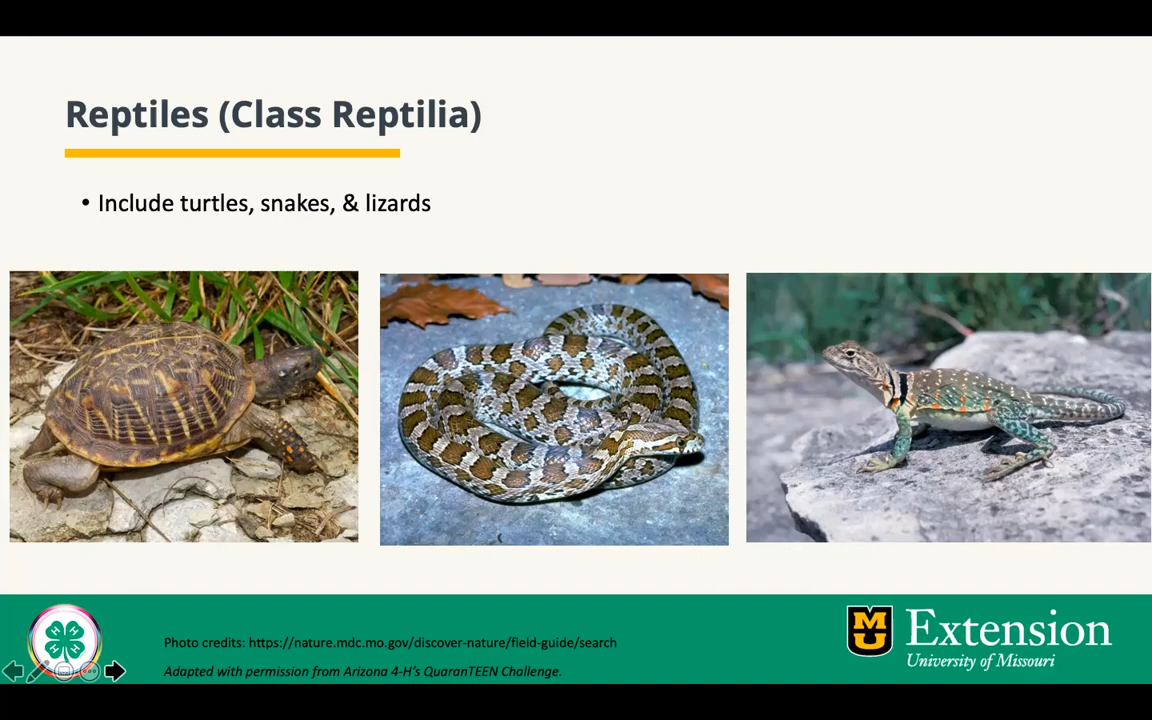 Reptiles (Class Reptilia)
• Include turtles, snakes, & lizards
H H
H H
Photo credits: https://nature.mdc.mo.gov/discover-nature/field-guide/search
Adapted with permission from Arizona 4-H's QuaranTEEN Challenge.
MU
Extension
University of Missouri